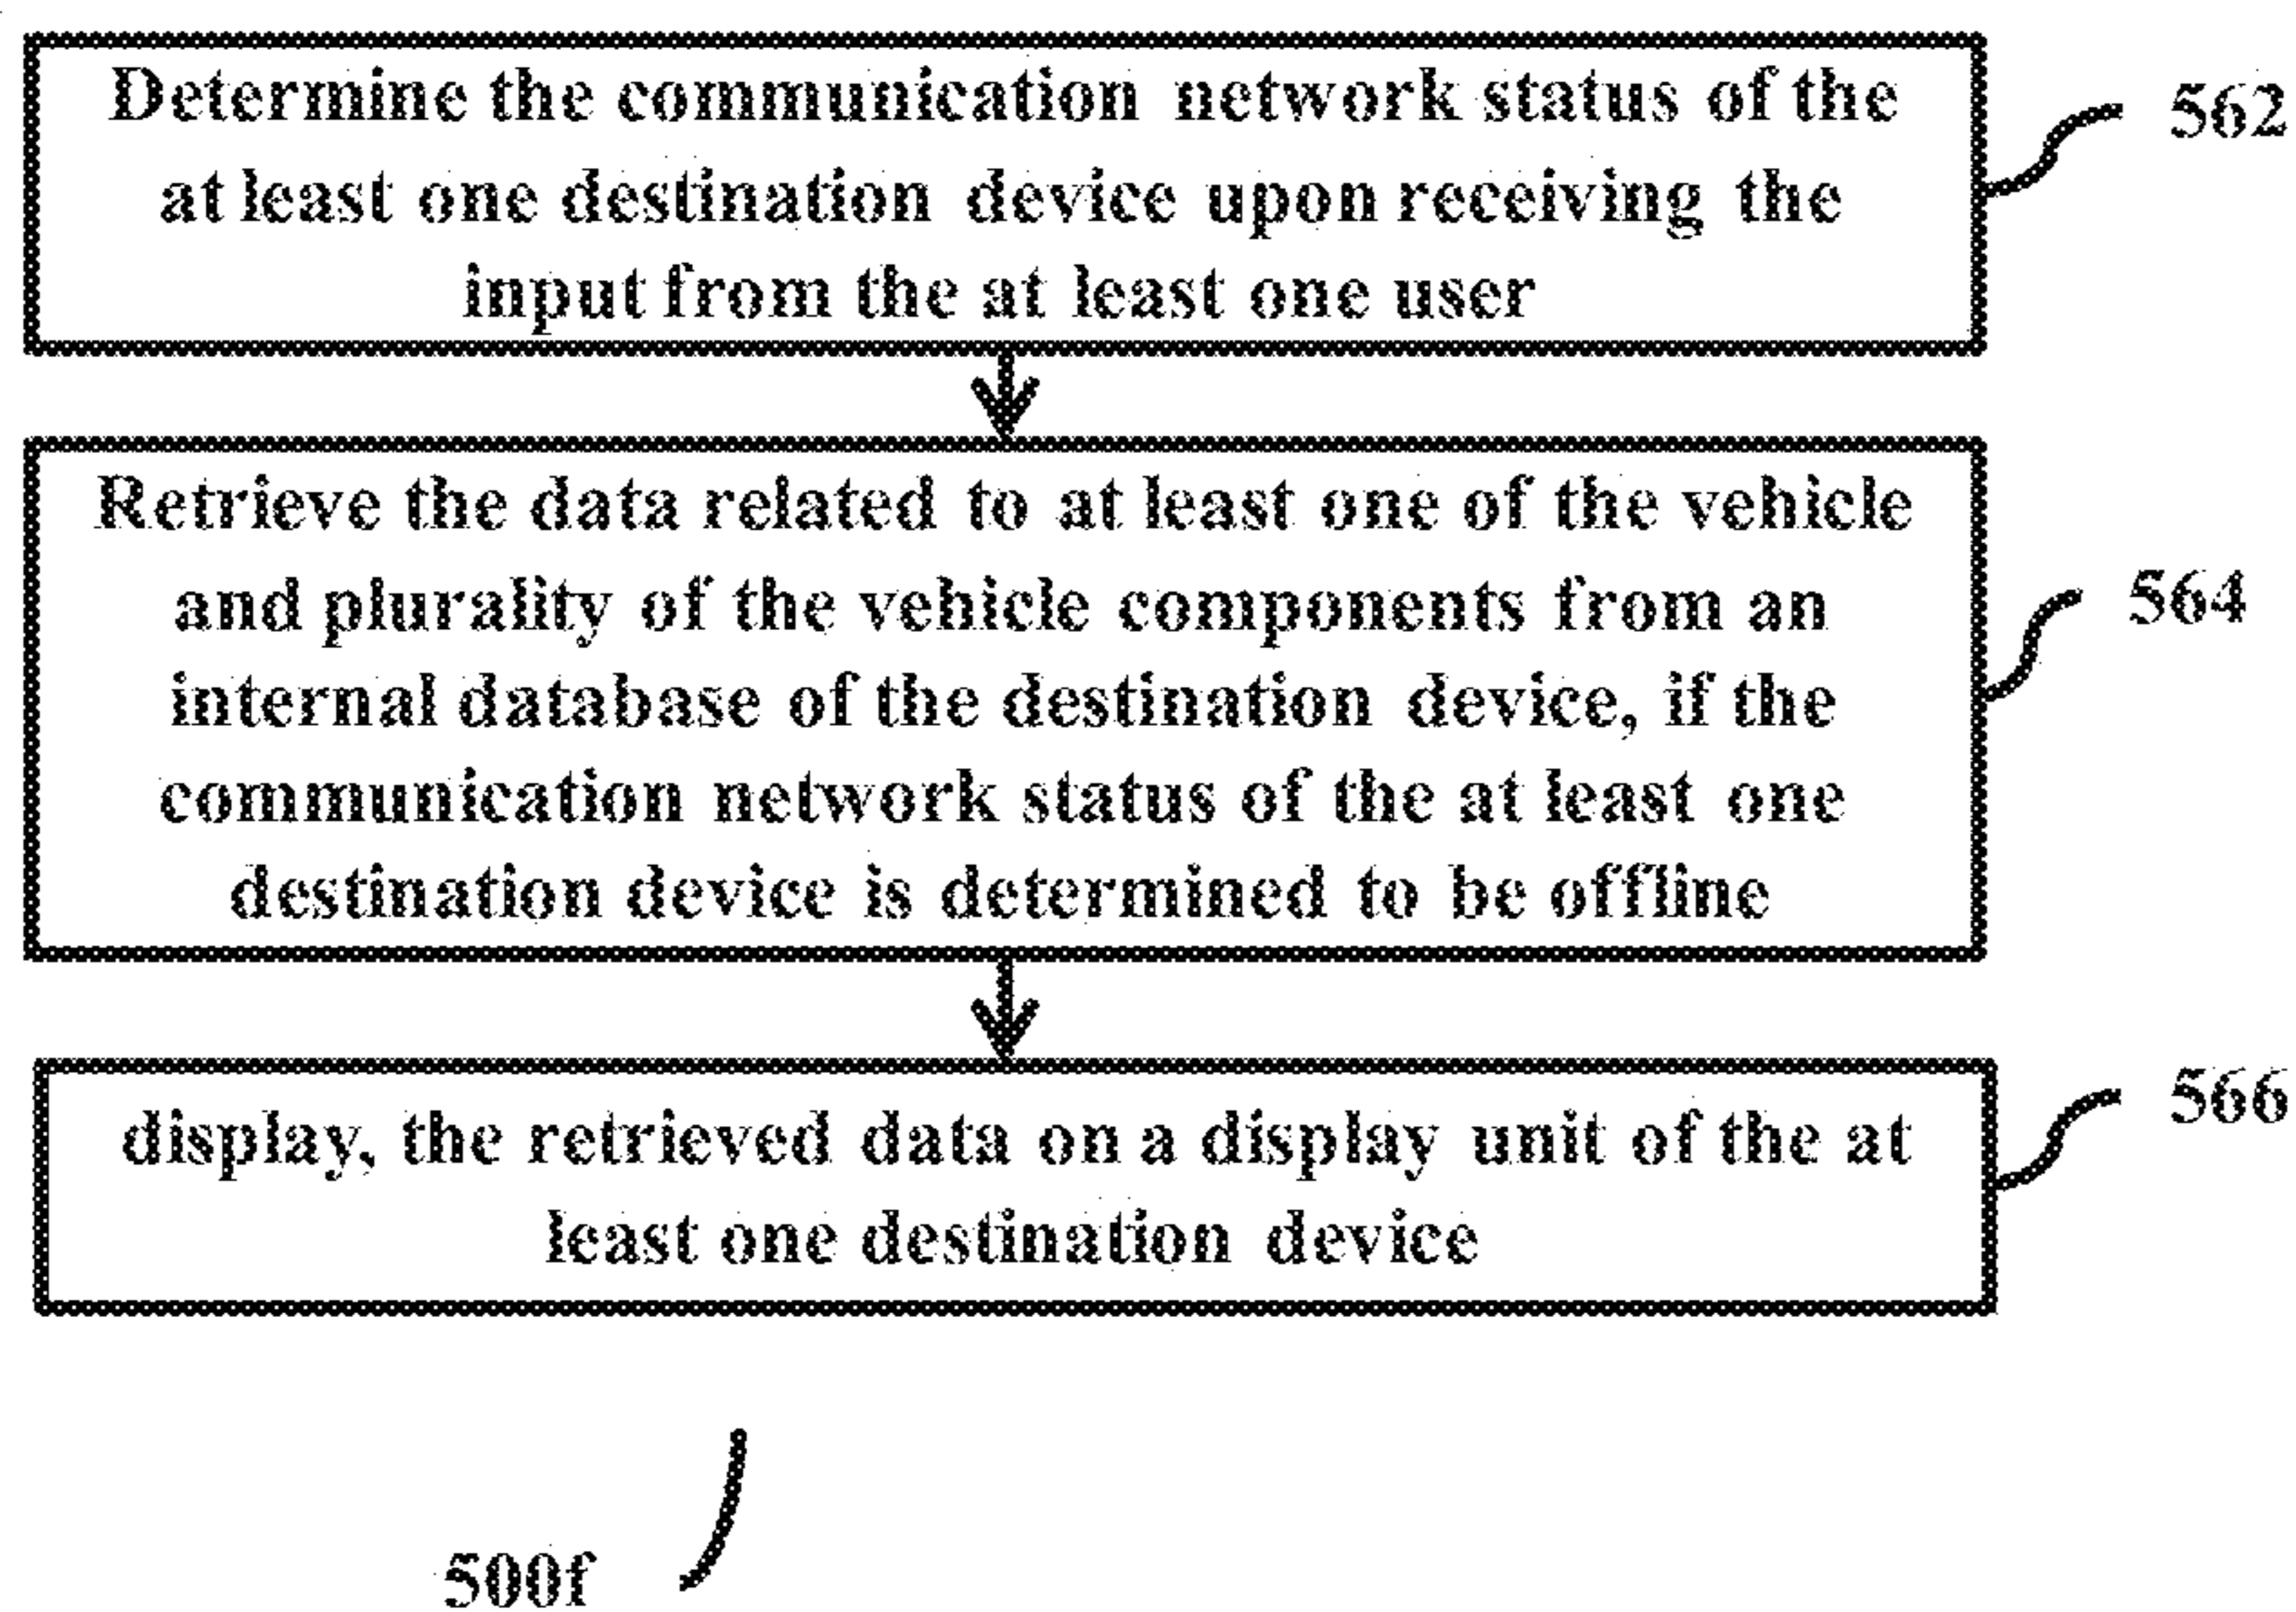 Determine the communication network status of the
at least one destination device upon receiving the
input from the at least one user
562
Retrieve the data related to at least one of the vehicle
and plurality of the vehicle components from an
internal database of the destination device, if the
communication network status of the at least one
destination device is determined to be offline
564
display, the retrieved data on a display unit of the at
least one destination device
566
500f